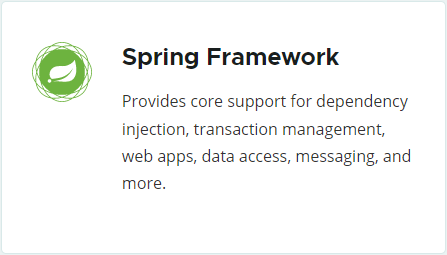 Spring Framework
Provides core support for dependency
injection, transaction management,
web apps, data access, messaging, and
more.